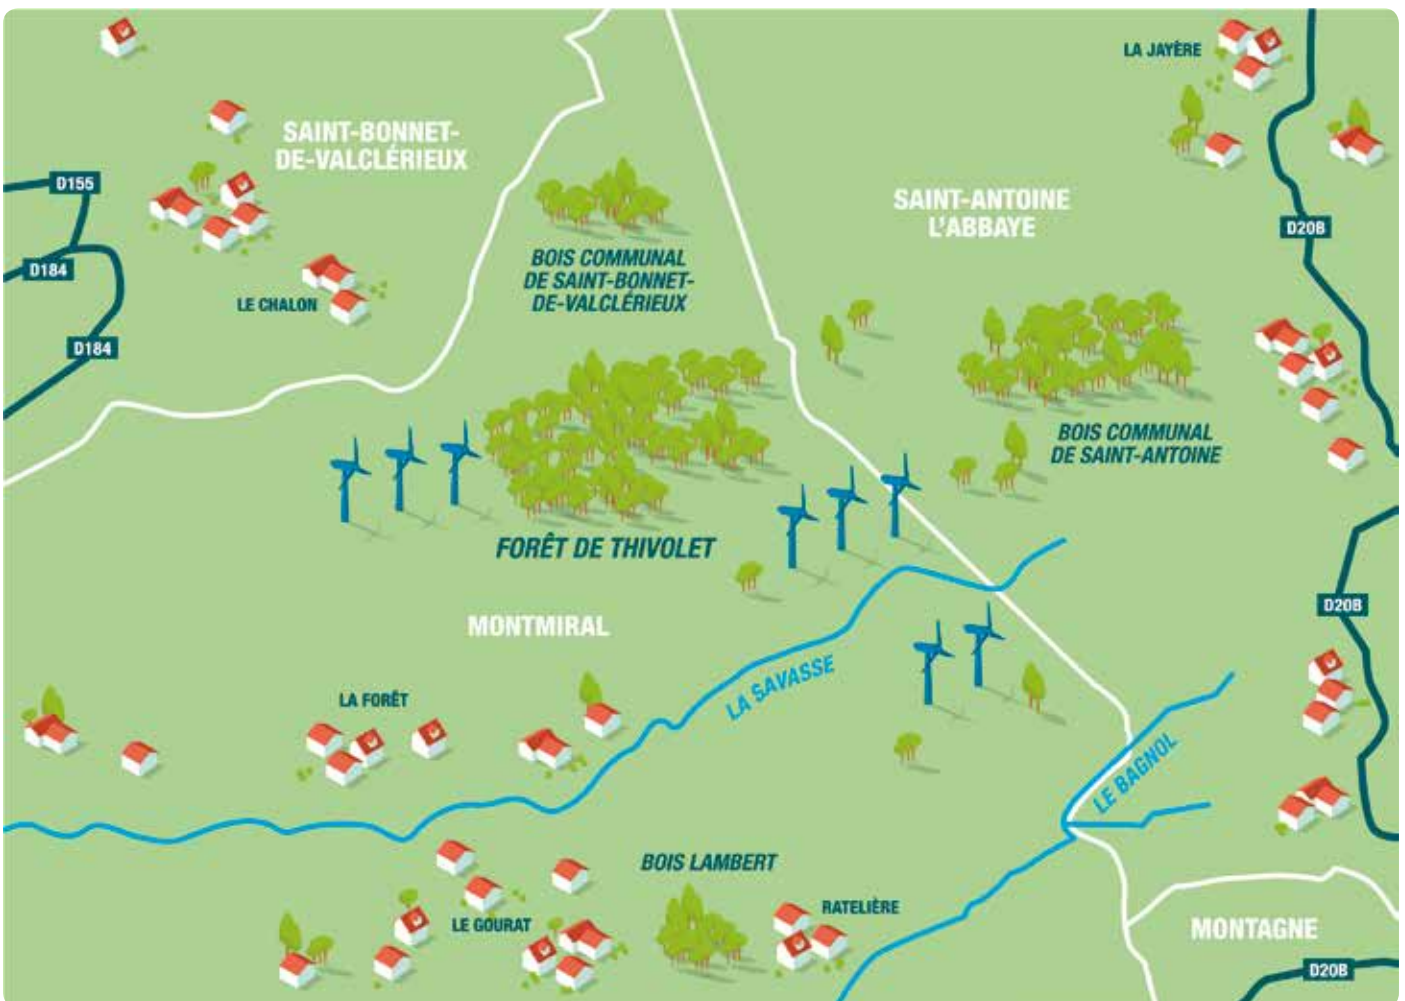 LA JAYÈRE
SAINT-BONNET-
DE-VALCLÉRIEUX
D155
SAINT-ANTOINE
L'ABBAYE
D20B
BOIS COMMUNAL
DE SAINT-BONNET-
DE-VALCLÉRIEUX
D184
LE CHALON
D184
BOIS COMMUNAL
DE SAINT-ANTOINE
FORÊT DE THIVOLET
D20B
MONTMIRAL
LA SAVASSE
LA FORÊT
LE BAGNOL
BOIS LAMBERT
RATELIÈRE
LE GOURAT
MONTAGNE
D20B